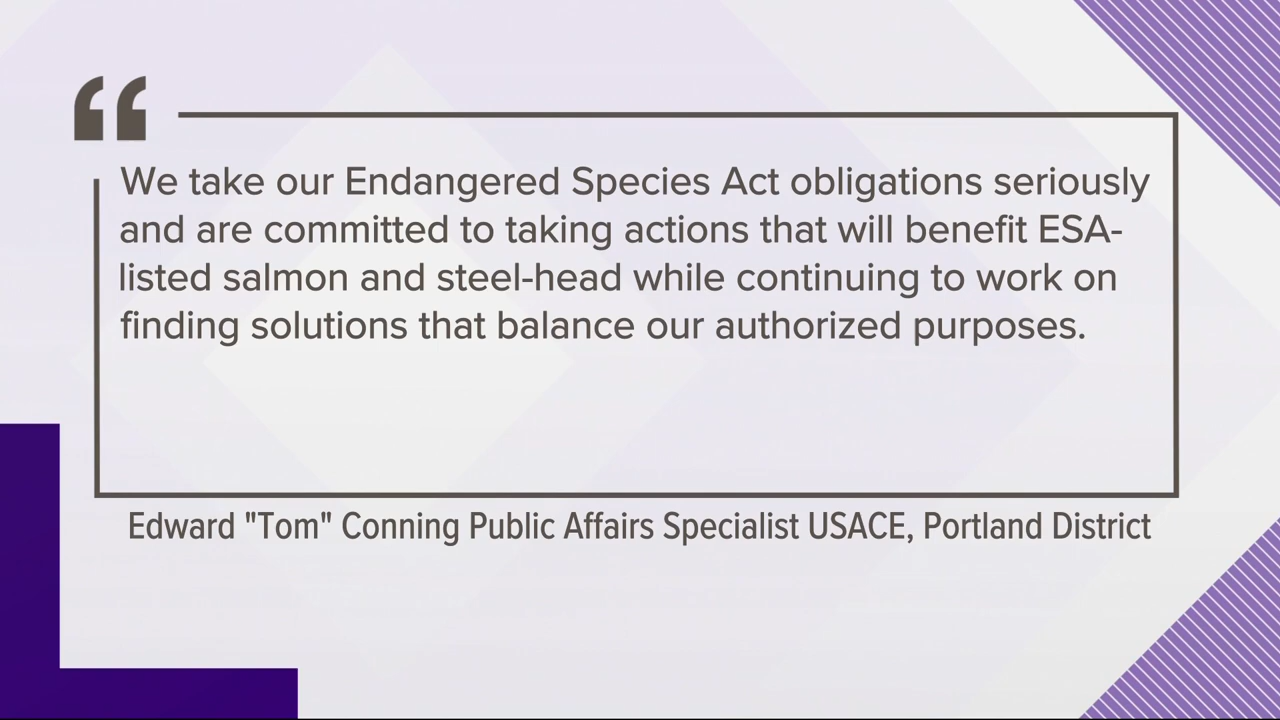 “
We take our Endangered Species Act obligations seriously
and are committed to taking actions that will benefit ESA-
listed salmon and steel-head while continuing to work on
finding solutions that balance our authorized purposes.
Edward "Tom" Conning Public Affairs Specialist USACE, Portland District